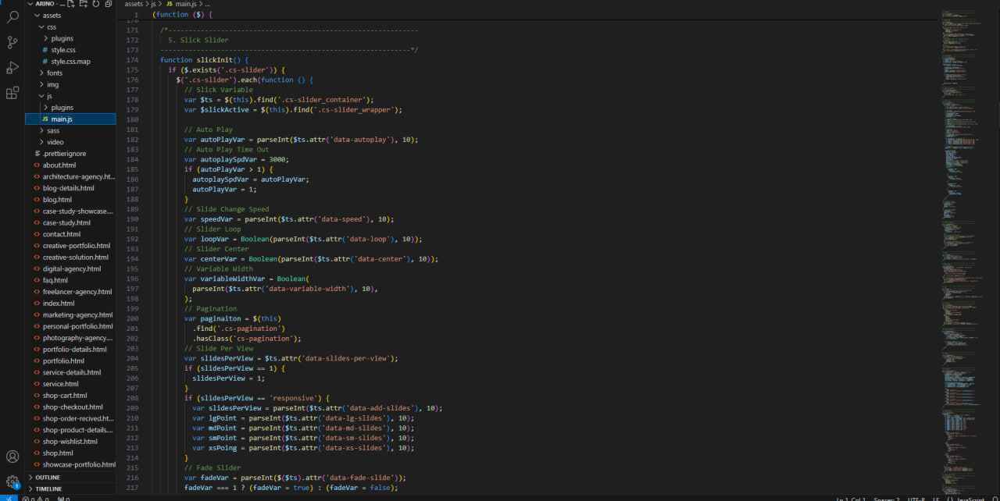 ARINO - ...
assets
css
plugins
style.css
style.css.map
fonts
img
js
plugins
JS main.js
sass
video
.prettierignore
about.html
architecture-agency.ht...
blog-details.html
blog.html
case-study-showcase....
case-study.html
contact.html
creative-portfolio.html
creative-solution.html
digital-agency.html
faq.html
freelancer-agency.html
index.html
marketing-agency.html
personal-portfolio.html
photography-agency....
portfolio-details.html
portfolio.html
service-details.html
service.html
shop-cart.html
shop-checkout.html
shop-order-recived.ht...
shop-product-details....
shop-wishlist.html
shop.html
showcase-portfolio.html
OUTLINE
TIMELINE
1
assets > js > JS main.js > ...
1 (function ($) {
171 /*--------------------------------------------------------------
172 5. Slick Slider
173 --------------------------------------------------------------*/
174 function slickInit() {
175 if ($.exists('.cs-slider')) {
176 $('.cs-slider').each(function () {
177 // Slick Variable
178 var $ts = $(this).find('.cs-slider_container');
179 var $slickActive = $(this).find('.cs-slider_wrapper');
180
181 // Auto Play
182 var autoPlayVar = parseInt($ts.attr('data-autoplay'), 10);
183 // Auto Play Time Out
184 var autoplaySpdVar = 3000;
185 if (autoPlayVar > 1) {
186 autoplaySpdVar = autoPlayVar;
187 autoPlayVar = 1;
188 }
189 // Slide Change Speed
190 var speedVar = parseInt($ts.attr('data-speed'), 10);
191 // Slider Loop
192 var loopVar = Boolean(parseInt($ts.attr('data-loop'), 10));
193 // Slider Center
194 var centerVar = Boolean(parseInt($ts.attr('data-center'), 10));
195 // Variable Width
196 var variableWidthVar = Boolean(
197 parseInt($ts.attr('data-variable-width'), 10),
198 );
199 // Pagination
200 var paginaiton = $(this)
201 .find('.cs-pagination')
202 .hasClass('cs-pagination');
203 // Slide Per View
204 var slidesPerView = $ts.attr('data-slides-per-view');
205 if (slidesPerView == 1) {
206 slidesPerView = 1;
207 }
208 if (slidesPerView == 'responsive') {
209 var slidesPerView = parseInt($ts.attr('data-add-slides'), 10);
210 var lgPoint = parseInt($ts.attr('data-lg-slides'), 10);
211 var mdPoint = parseInt($ts.attr('data-md-slides'), 10);
212 var smPoint = parseInt($ts.attr('data-sm-slides'), 10);
213 var xsPoing = parseInt($ts.attr('data-xs-slides'), 10);
214 }
215 // Fade Slider
216 var fadeVar = parseInt($($ts).attr('data-fade-slide'));
217 fadeVar === 1 ? (fadeVar = true) : (fadeVar = false);
0 0 0 Ln 1, Col 1 Spaces: 2 UTF-8 LF {} JavaScript